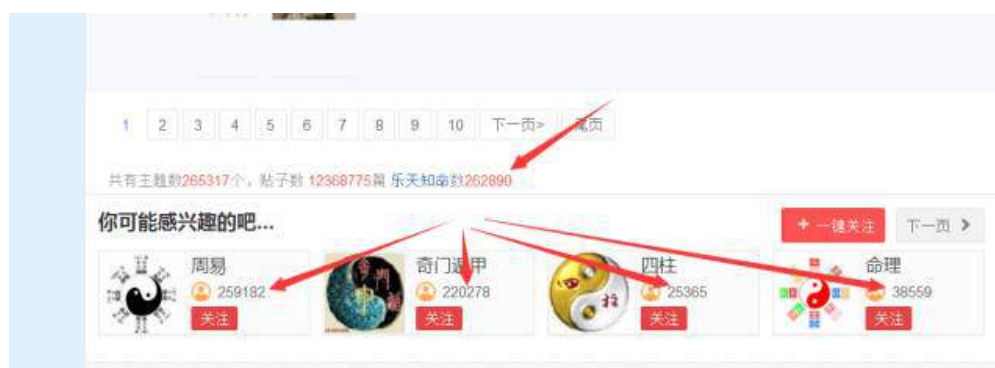 1 2 3 4 5 6 7 8 9 10 下一页> 尾页
共有主题数265317个，贴子数 12368775篇 乐天知命数262890
你可能感兴趣的吧... + 一键关注 下一页 >
周易 奇门遁甲 四柱 命理
259182 220278 25365 38559
关注 关注 关注 关注